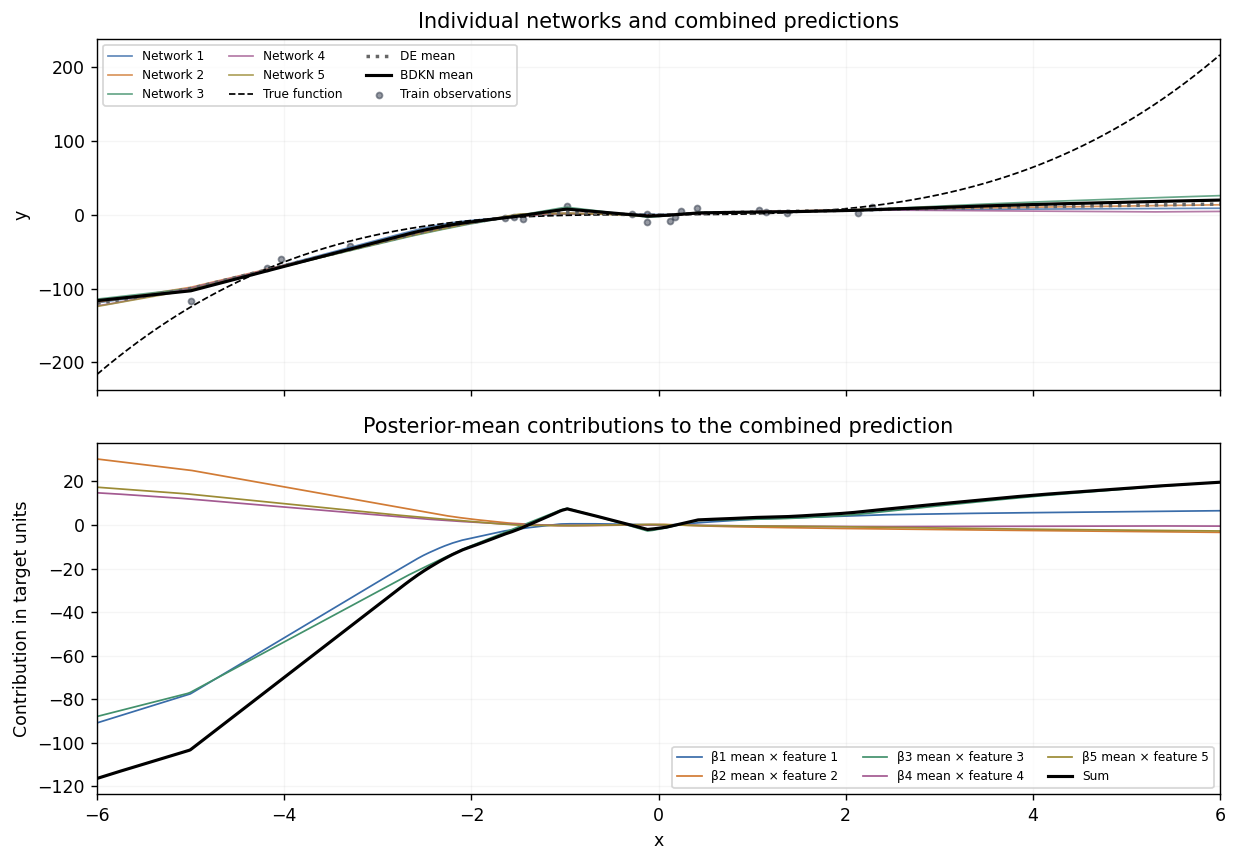 Individual networks and combined predictions
Network 1 Network 4 DE mean
Network 2 Network 5 BDKN mean
Network 3 True function Train observations
200
100
0
−100
−200
y
Posterior-mean contributions to the combined prediction
20
0
−20
−40
−60
−80
−100
−120
Contribution in target units
β1 mean × feature 1 β3 mean × feature 3 β5 mean × feature 5
β2 mean × feature 2 β4 mean × feature 4 Sum
−6 −4 −2 0 2 4 6
x